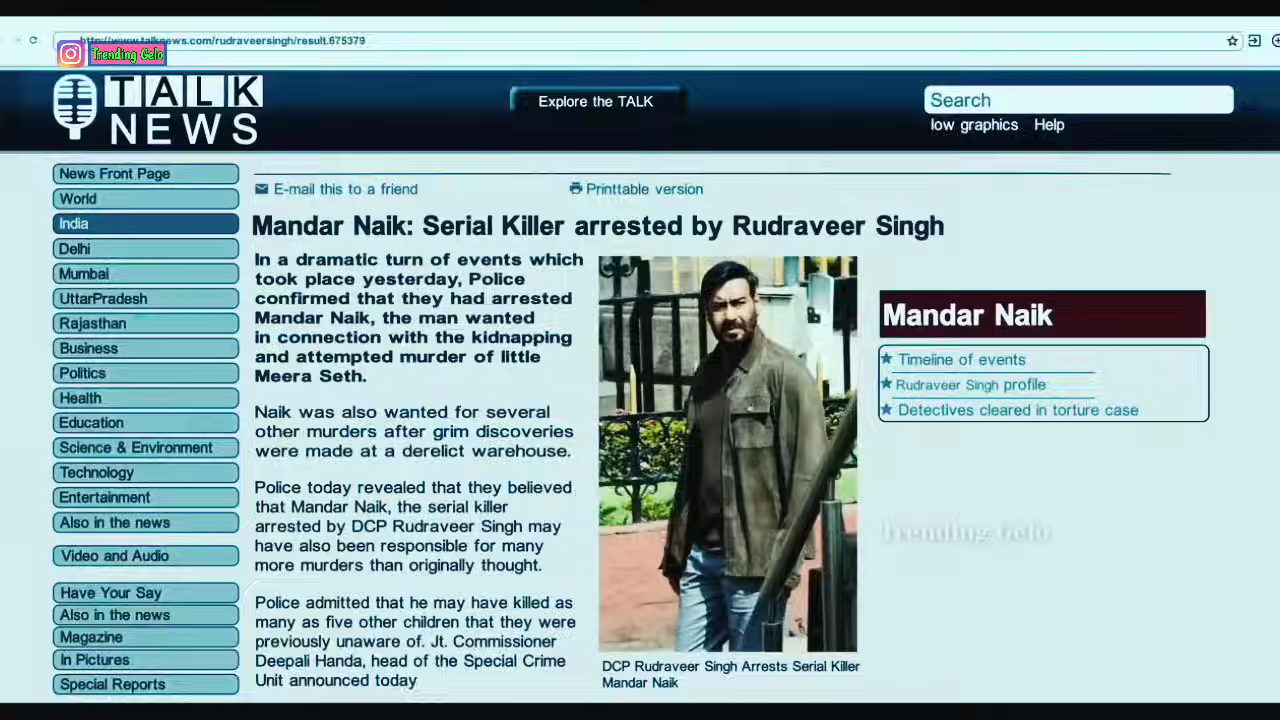 http://www.talknews.com/rudraveersingh/result.675379
Trending Gelo
TALK
NEWS
Explore the TALK
Search
low graphics Help
News Front Page
World
India
Delhi
Mumbai
UttarPradesh
Rajasthan
Business
Politics
Health
Education
Science & Environment
Technology
Entertainment
Also in the news
Video and Audio
Have Your Say
Also in the news
Magazine
In Pictures
Special Reports
E-mail this to a friend
Printtable version
Mandar Naik: Serial Killer arrested by Rudraveer Singh
In a dramatic turn of events which
took place yesterday, Police
confirmed that they had arrested
Mandar Naik, the man wanted
in connection with the kidnapping
and attempted murder of little
Meera Seth.
Naik was also wanted for several
other murders after grim discoveries
were made at a derelict warehouse.
Police today revealed that they believed
that Mandar Naik, the serial killer
arrested by DCP Rudraveer Singh may
have also been responsible for many
more murders than originally thought.
Police admitted that he may have killed as
many as five other children that they were
previously unaware of. Jt. Commissioner
Deepali Handa, head of the Special Crime
Unit announced today
DCP Rudraveer Singh Arrests Serial Killer
Mandar Naik
Mandar Naik
Timeline of events
Rudraveer Singh profile
Detectives cleared in torture case
Trending Gelo